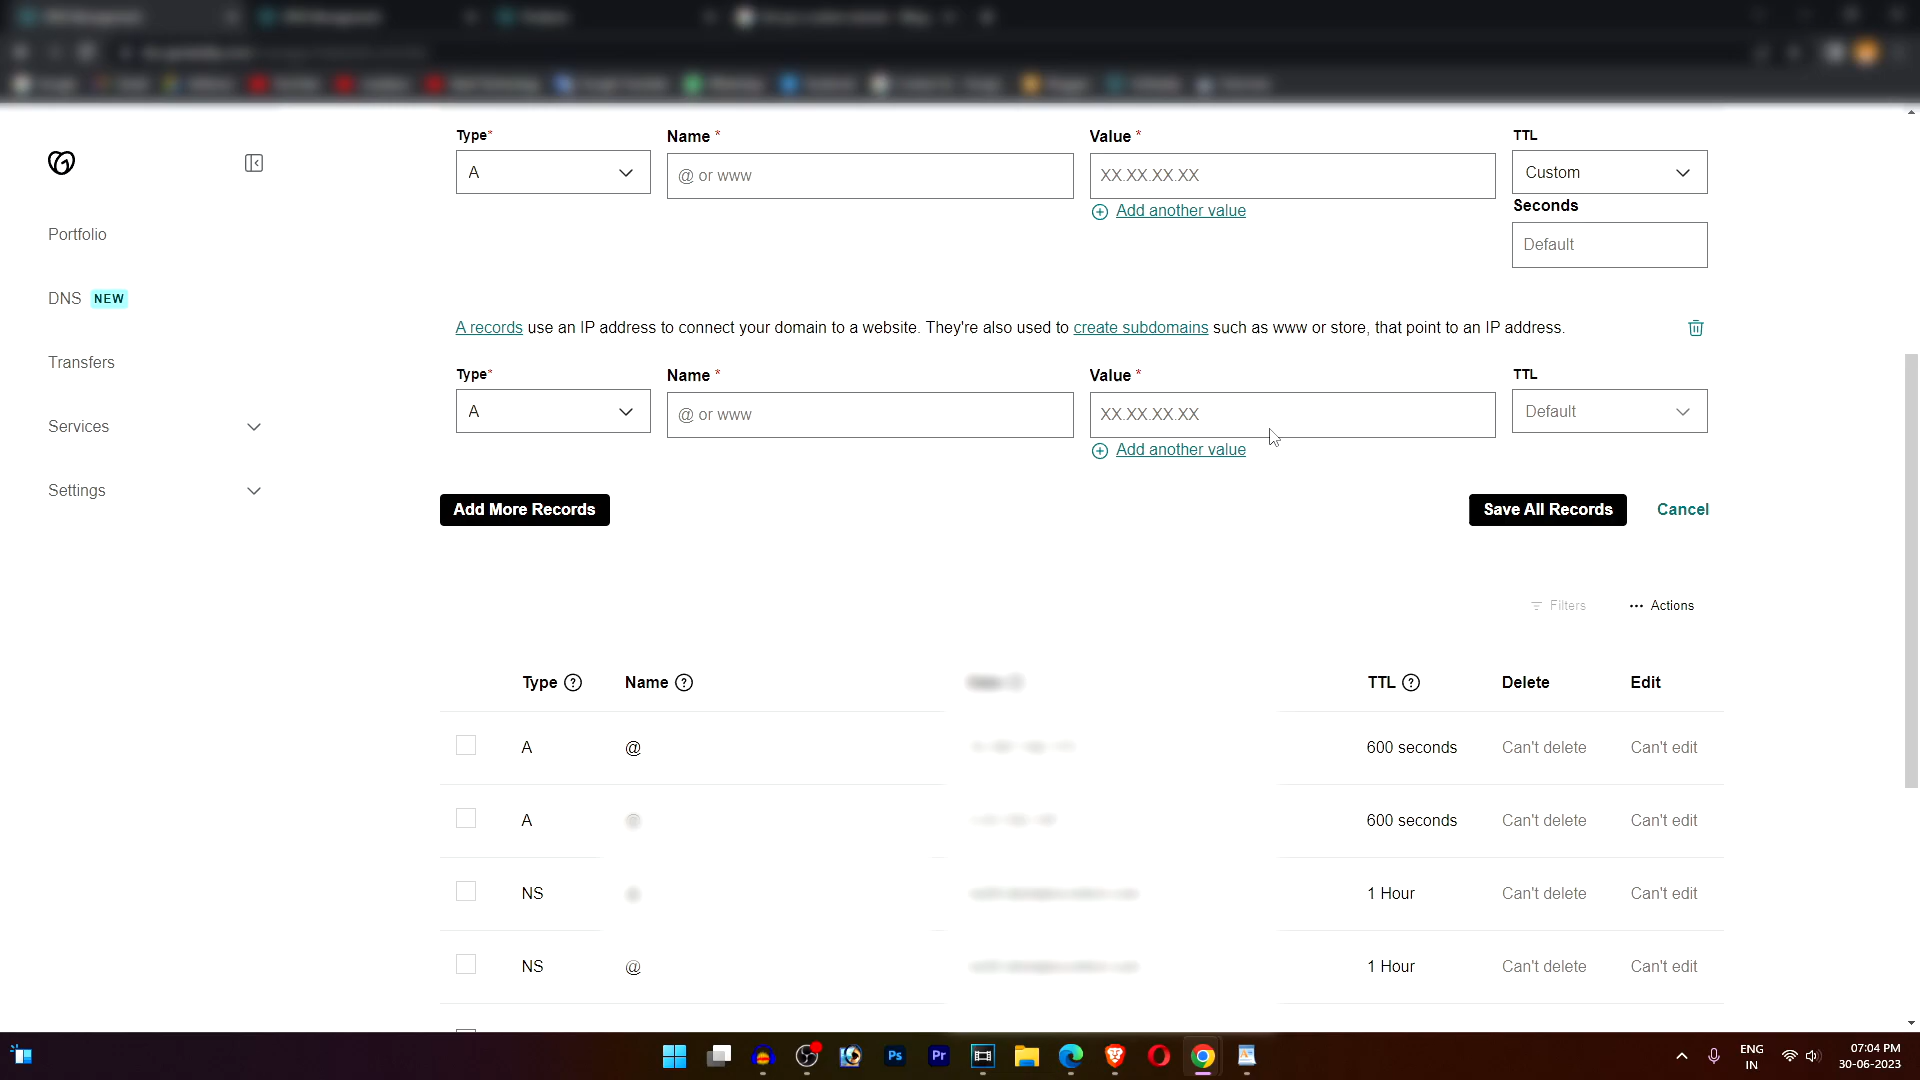 Type* Name * Value * TTL
A @ or www XX.XX.XX.XX Custom
Add another value
Seconds
Default
Portfolio
DNS NEW
Transfers
Services
Settings
A records use an IP address to connect your domain to a website. They're also used to create subdomains such as www or store, that point to an IP address.
Type* Name * Value * TTL
A @ or www XX.XX.XX.XX Default
Add another value
Add More Records Save All Records Cancel
Filters ... Actions
Type ? Name ? TTL ? Delete Edit
A @ 600 seconds Can't delete Can't edit
A @ 600 seconds Can't delete Can't edit
NS 1 Hour Can't delete Can't edit
NS @ 1 Hour Can't delete Can't edit
Ps Pr ENG IN 07:04 PM
30-06-2023